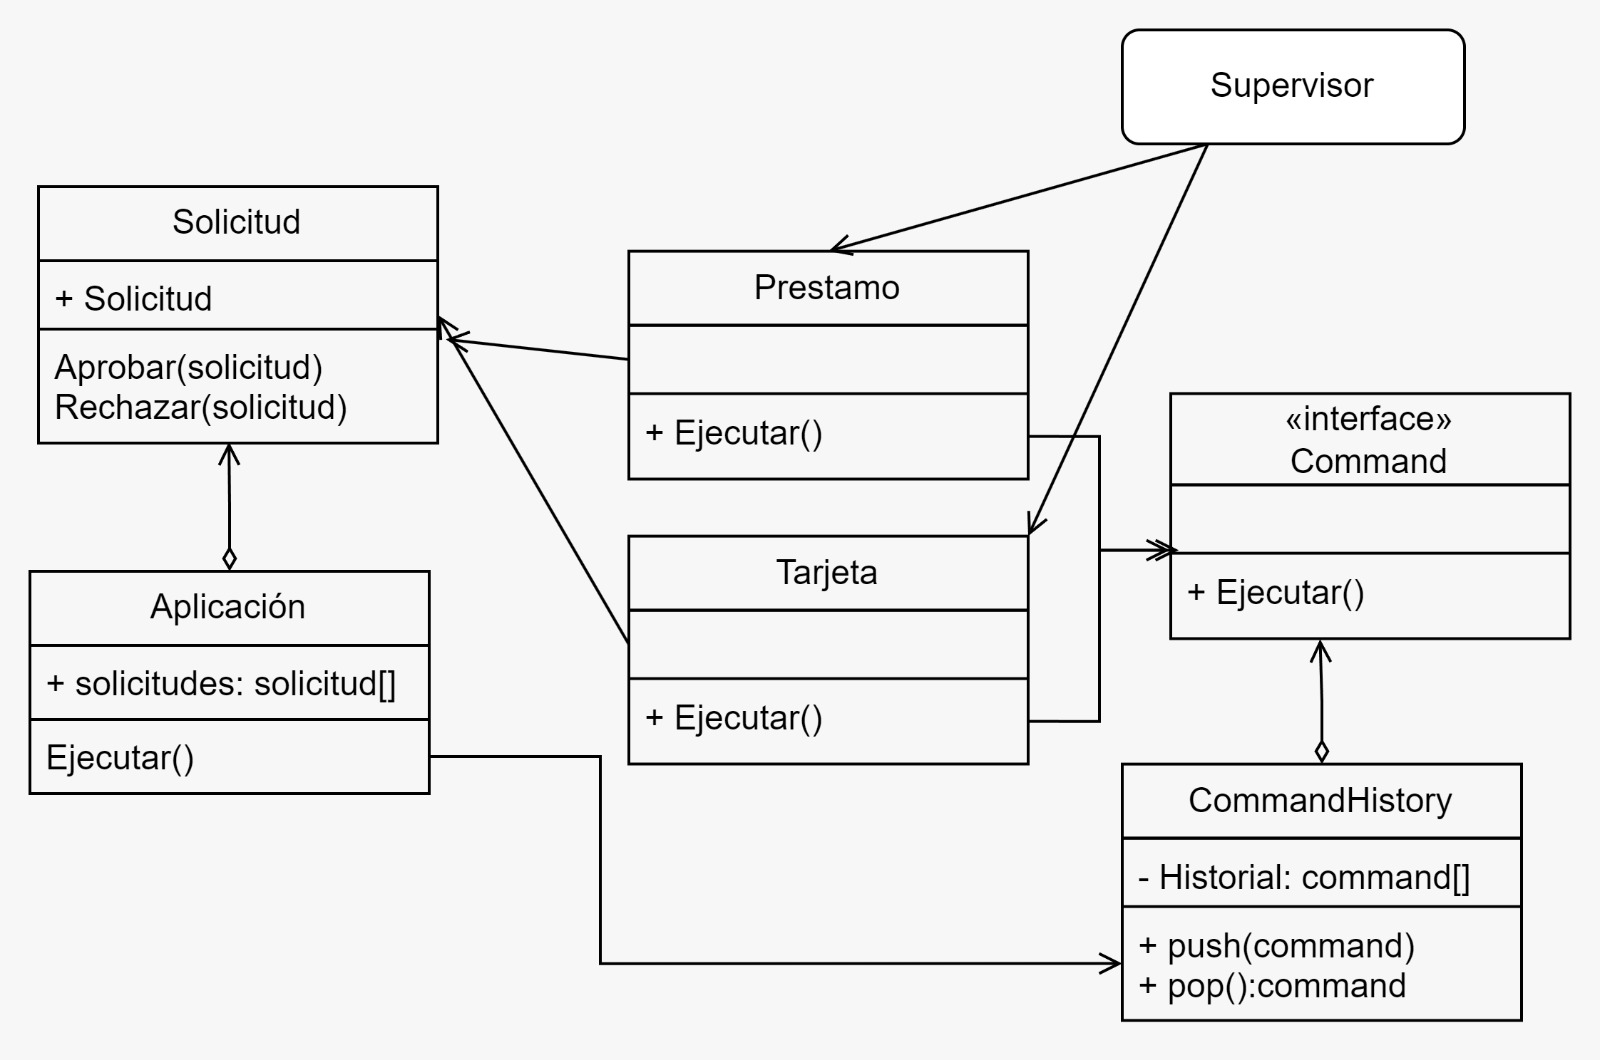 Supervisor
Solicitud
+ Solicitud
Aprobar(solicitud)
Rechazar(solicitud)
Prestamo
+ Ejecutar()
«interface»
Command
+ Ejecutar()
Tarjeta
+ Ejecutar()
Aplicación
+ solicitudes: solicitud[]
Ejecutar()
CommandHistory
- Historial: command[]
+ push(command)
+ pop():command